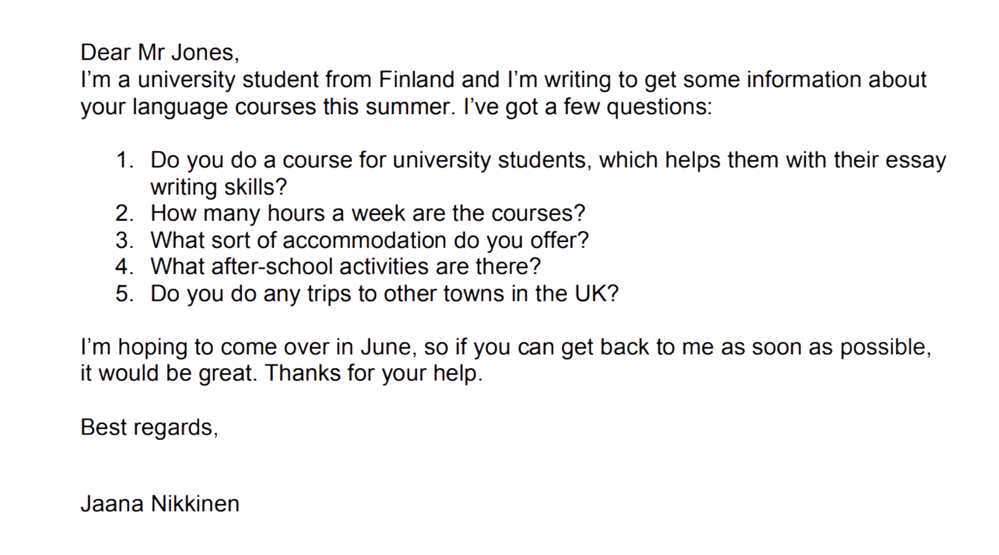 Dear Mr Jones,
I’m a university student from Finland and I’m writing to get some information about
your language courses this summer. I’ve got a few questions:
1. Do you do a course for university students, which helps them with their essay
writing skills?
2. How many hours a week are the courses?
3. What sort of accommodation do you offer?
4. What after-school activities are there?
5. Do you do any trips to other towns in the UK?
I’m hoping to come over in June, so if you can get back to me as soon as possible,
it would be great. Thanks for your help.
Best regards,
Jaana Nikkinen